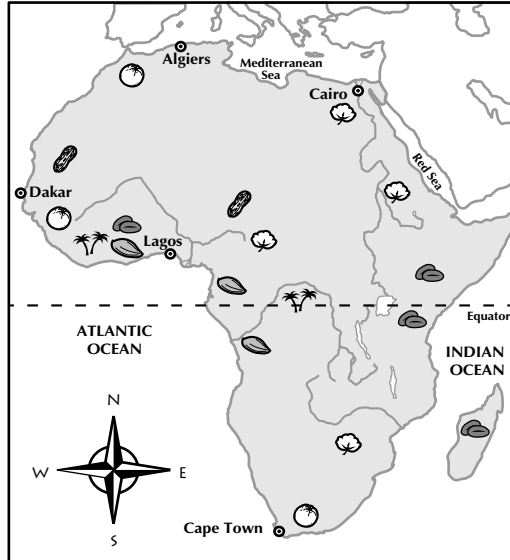 Algiers
Mediterranean
Sea
Cairo
Red Sea
Dakar
Lagos
Equator
ATLANTIC
OCEAN
INDIAN
OCEAN
N
W
E
S
Cape Town